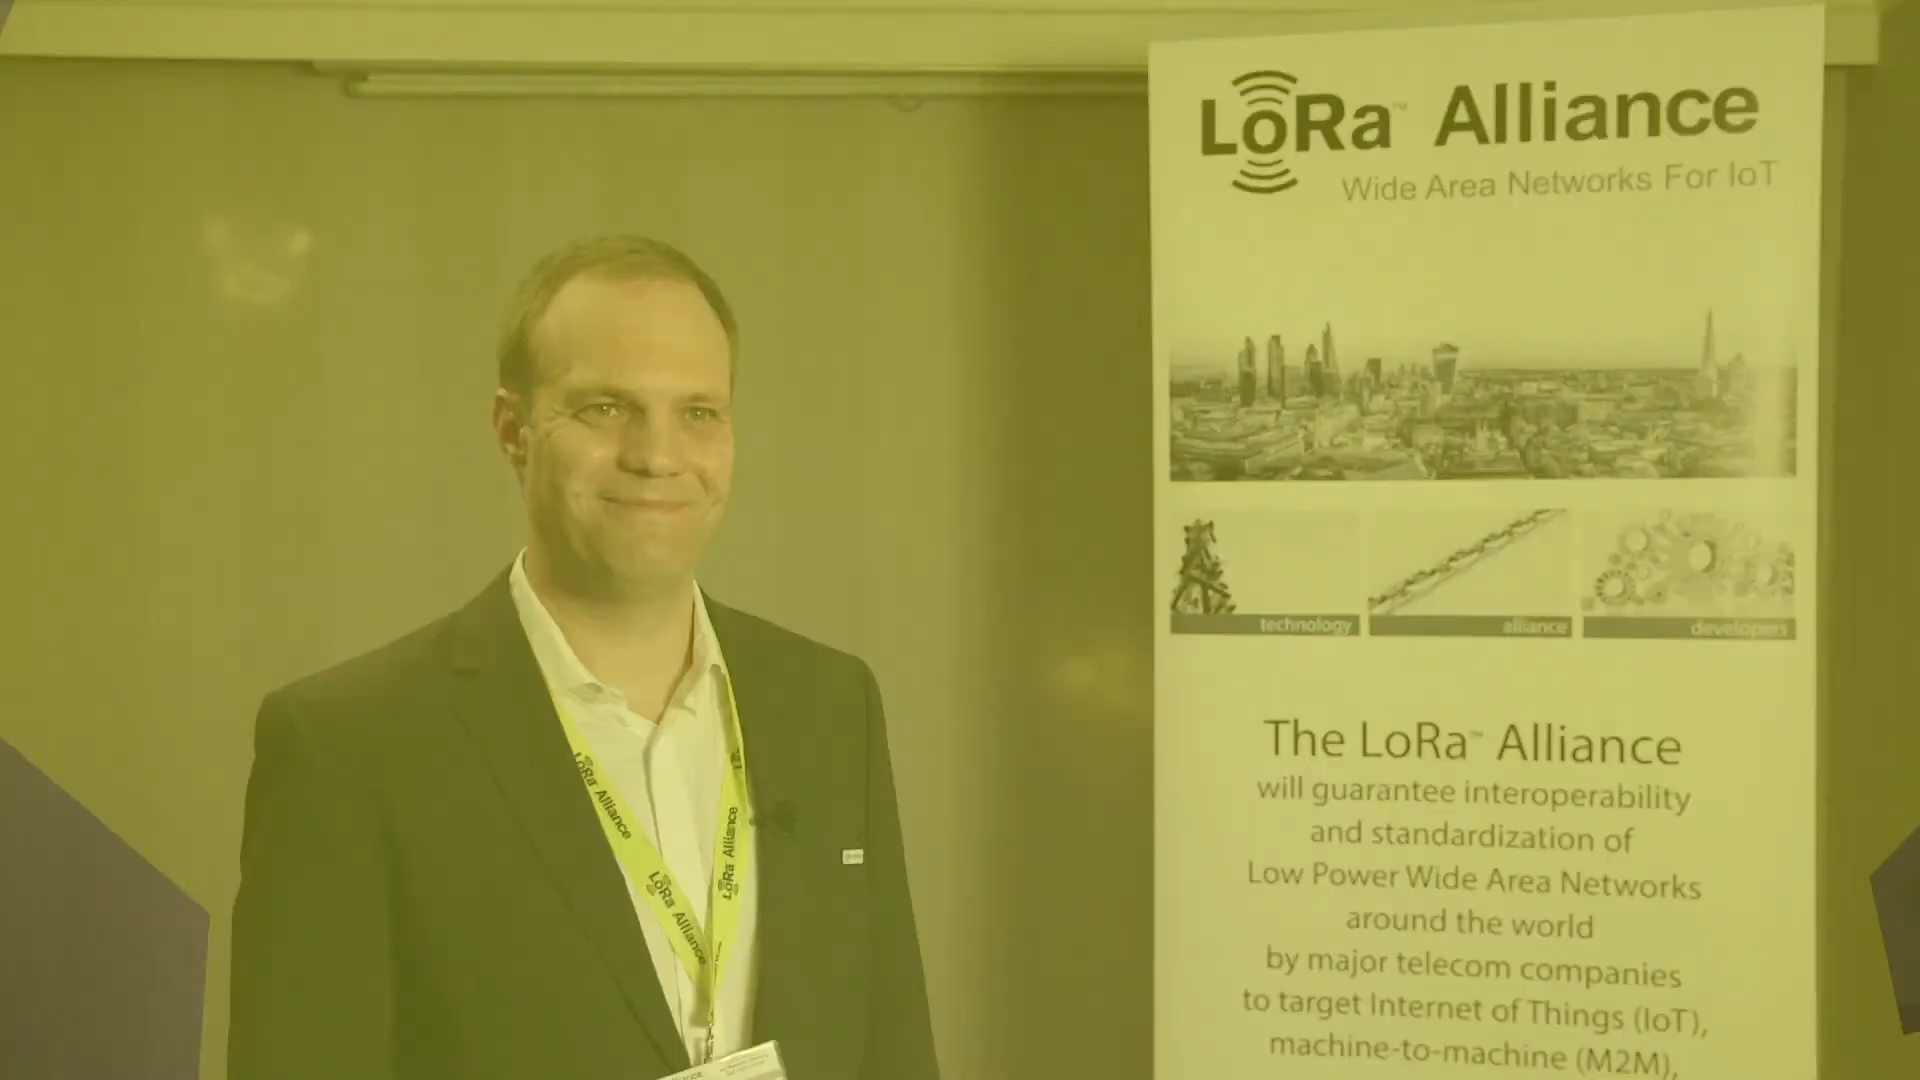 LoRa™ Alliance
Wide Area Networks For IoT
technology
alliance
developers
The LoRa™ Alliance
will guarantee interoperability
and standardization of
Low Power Wide Area Networks
around the world
by major telecom companies
to target Internet of Things (IoT),
machine-to-machine (M2M),
LoRa Alliance
LoRa Alliance
LoRa Alliance